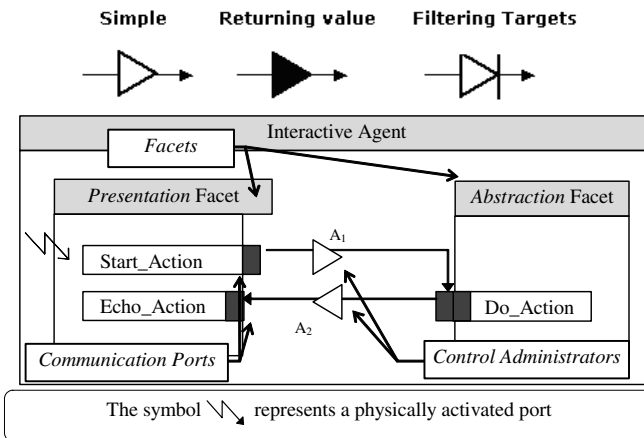 Simple
Returning value
Filtering Targets
Interactive Agent
Facets
Presentation Facet
Abstraction Facet
Start_Action
A1
Echo_Action
A2
Do_Action
Communication Ports
Control Administrators
The symbol represents a physically activated port